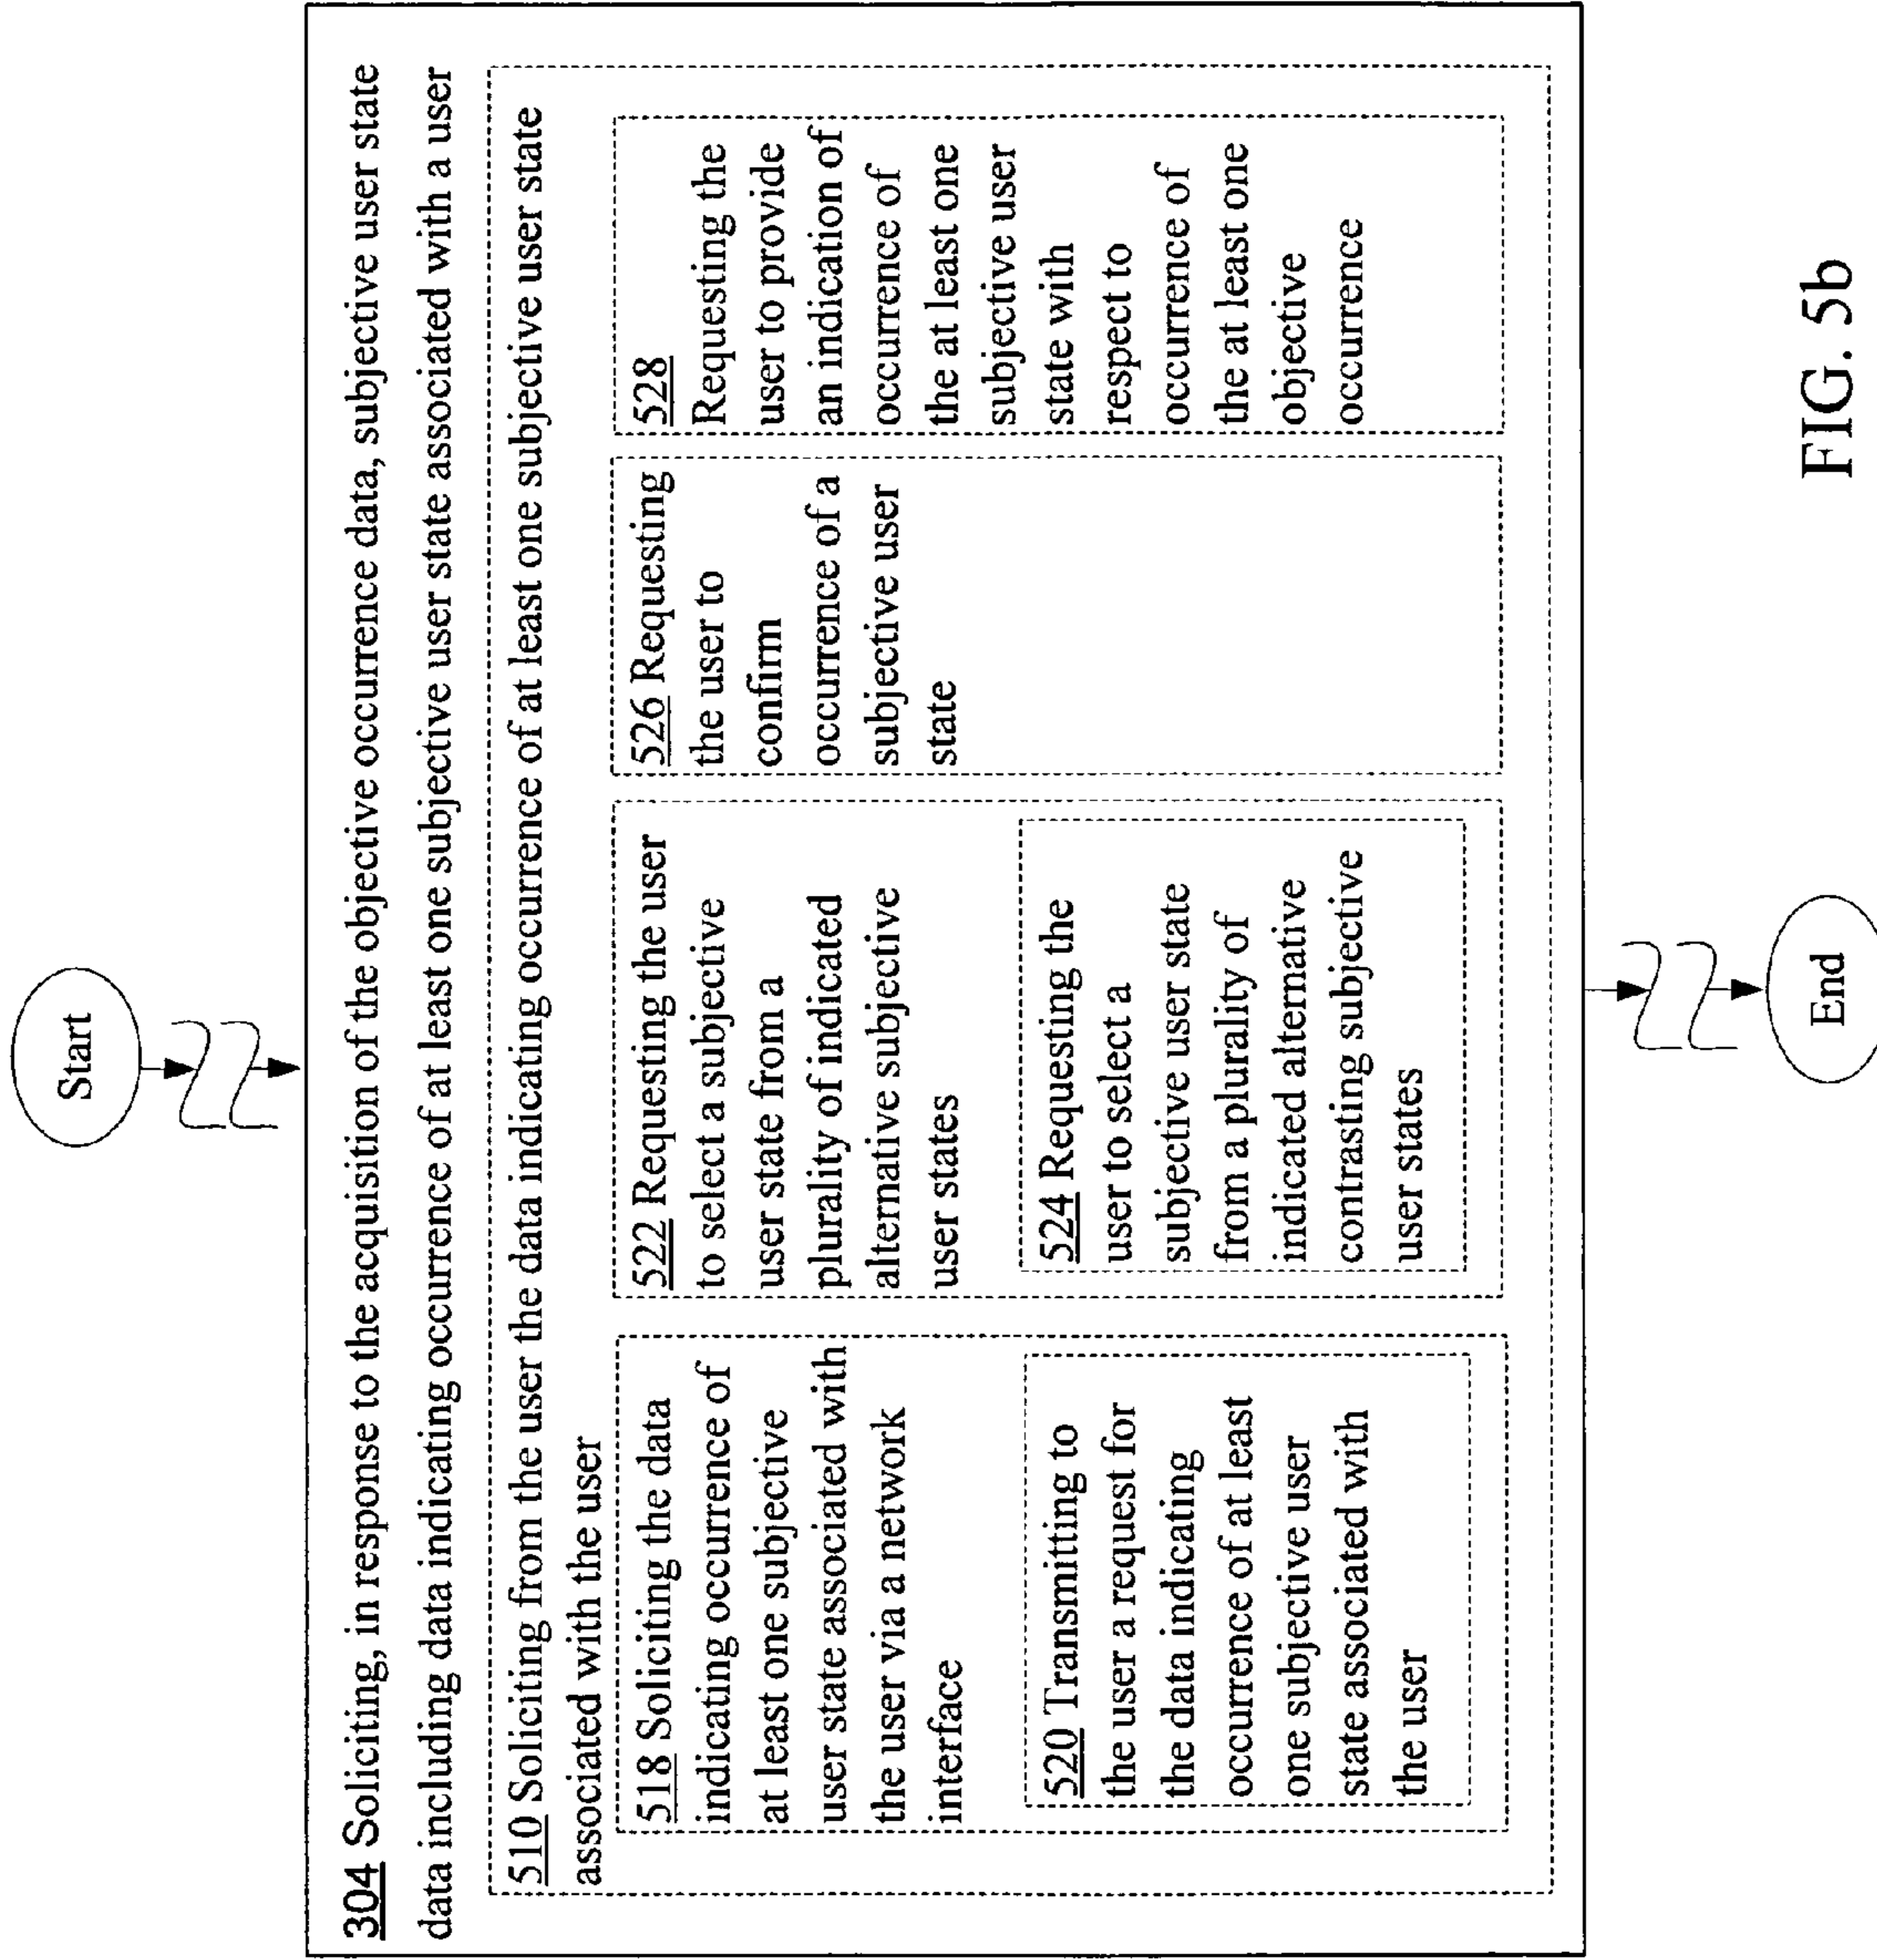 Start
304 Soliciting, in response to the acquisition of the objective occurrence data, subjective user state
data including data indicating occurrence of at least one subjective user state associated with a user
510 Soliciting from the user the data indicating occurrence of at least one subjective user state
associated with the user
518 Soliciting the data
indicating occurrence of
at least one subjective
user state associated with
the user via a network
interface
520 Transmitting to
the user a request for
the data indicating
occurrence of at least
one subjective user
state associated with
the user
522 Requesting the user
to select a subjective
user state from a
plurality of indicated
alternative subjective
user states
524 Requesting the
user to select a
subjective user state
from a plurality of
indicated alternative
contrasting subjective
user states
526 Requesting
the user to
confirm
occurrence of a
subjective user
state
528
Requesting the
user to provide
an indication of
occurrence of
the at least one
subjective user
state with
respect to
occurrence of
the at least one
objective
occurrence
End
FIG. 5b